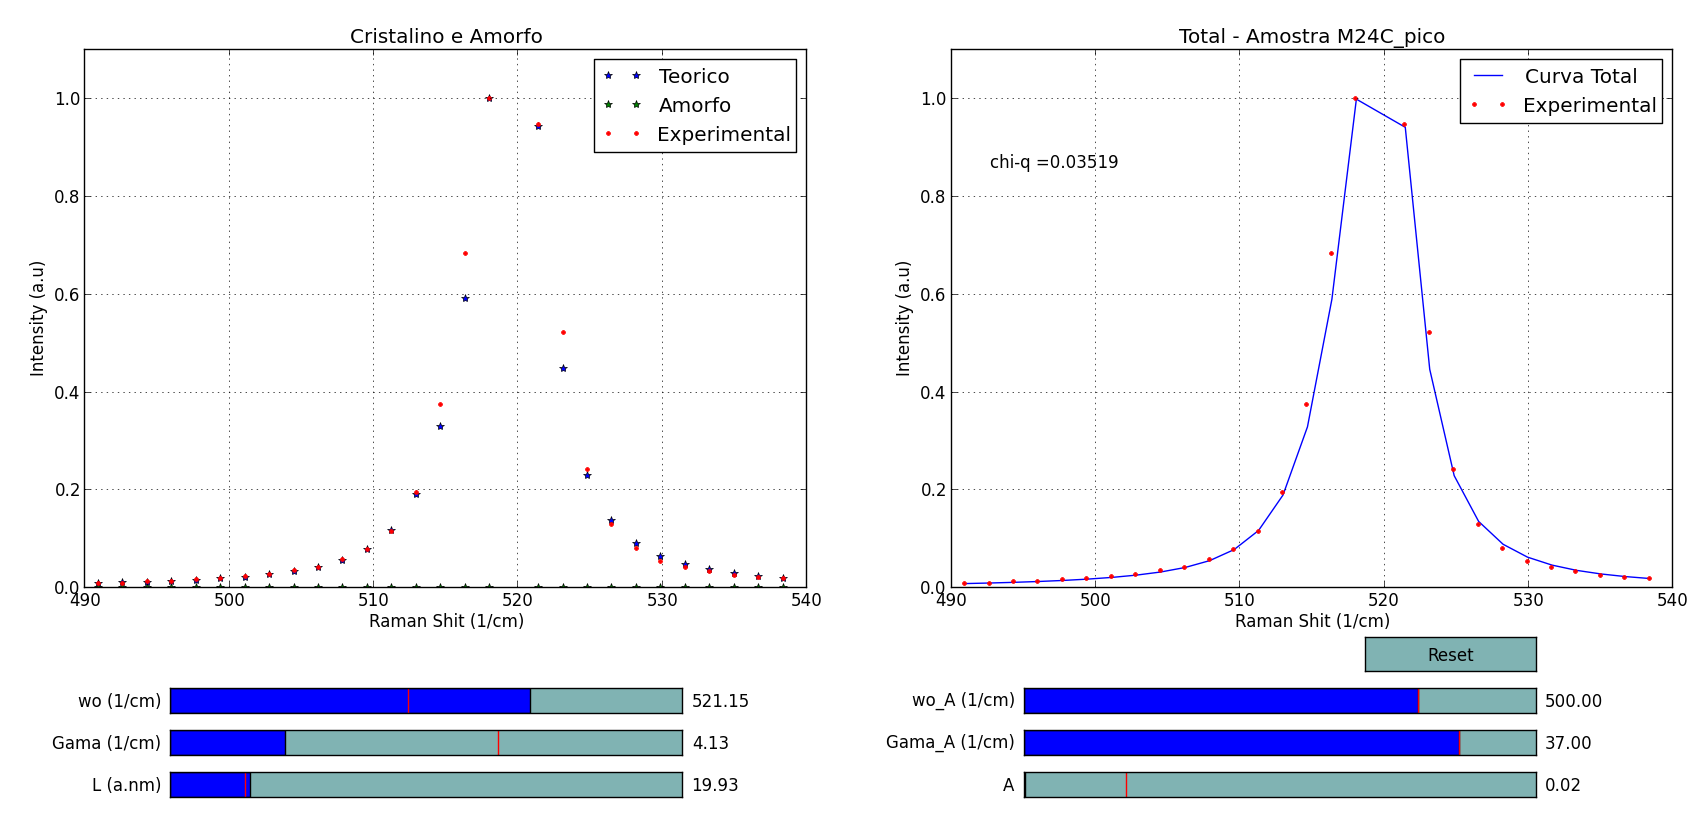 Cristalino e Amorfo
Teorico
Amorfo
Experimental
1.0
0.8
0.6
0.4
0.2
0.0
Intensity (a.u)
490 500 510 520 530 540
Raman Shit (1/cm)
Total - Amostra M24C_pico
Curva Total
Experimental
chi-q =0.03519
1.0
0.8
0.6
0.4
0.2
0.0
Intensity (a.u)
490 500 510 520 530 540
Raman Shit (1/cm)
Reset
wo (1/cm) 521.15
Gama (1/cm) 4.13
L (a.nm) 19.93
wo_A (1/cm) 500.00
Gama_A (1/cm) 37.00
A 0.02